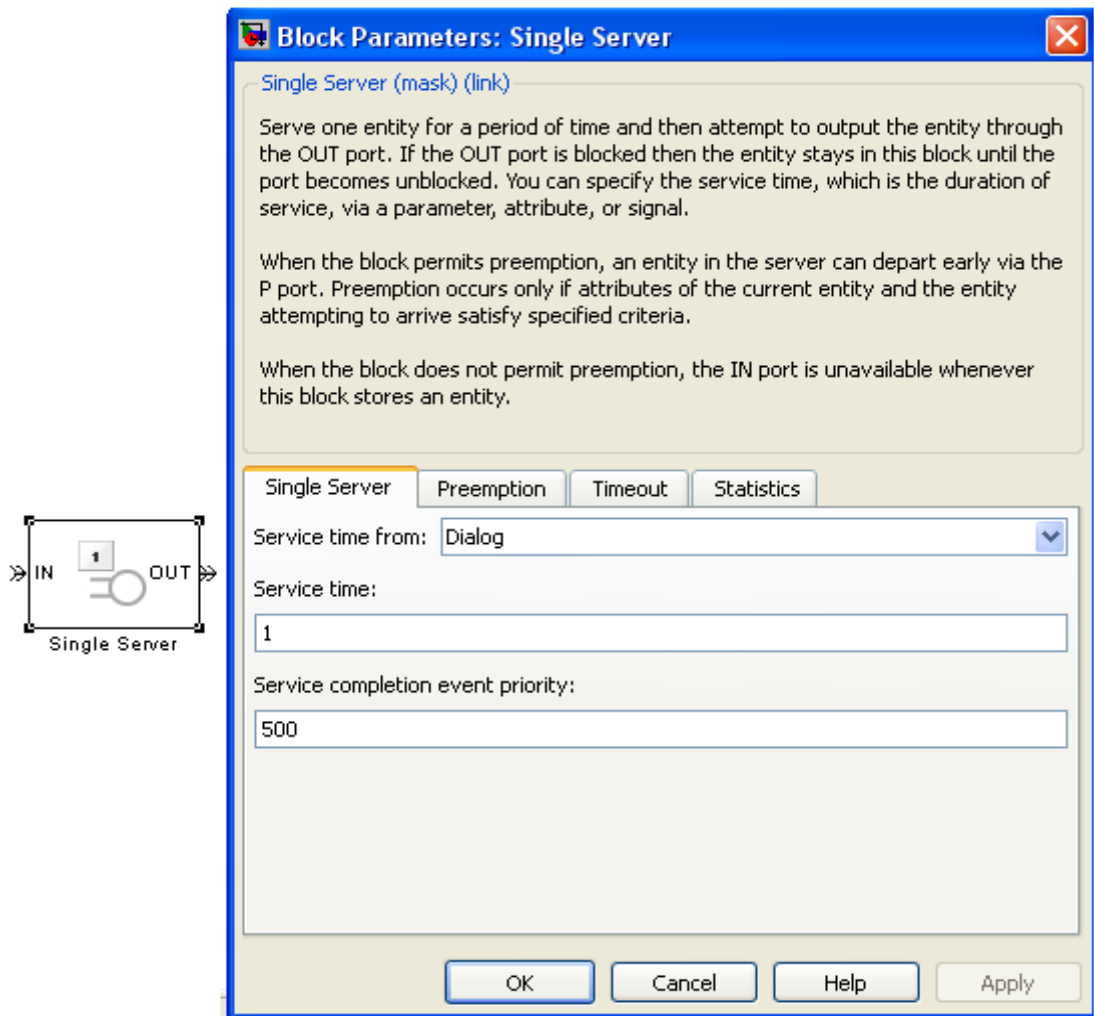 Block Parameters: Single Server
Single Server (mask) (link)
Serve one entity for a period of time and then attempt to output the entity through
the OUT port. If the OUT port is blocked then the entity stays in this block until the
port becomes unblocked. You can specify the service time, which is the duration of
service, via a parameter, attribute, or signal.
When the block permits preemption, an entity in the server can depart early via the
P port. Preemption occurs only if attributes of the current entity and the entity
attempting to arrive satisfy specified criteria.
When the block does not permit preemption, the IN port is unavailable whenever
this block stores an entity.
Single Server Preemption Timeout Statistics
Service time from: Dialog
Service time:
1
Service completion event priority:
500
OK Cancel Help Apply
IN 1 OUT
Single Server